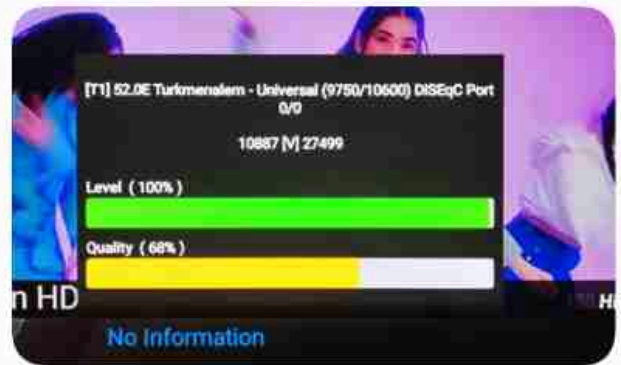 [T1] 52.0E Turkmenalem - Universal (9750/10600) DISEqC Port
0/0
10887 [V] 27499
Level ( 100% )
Quality ( 68% )
n HD
Hi
No Information